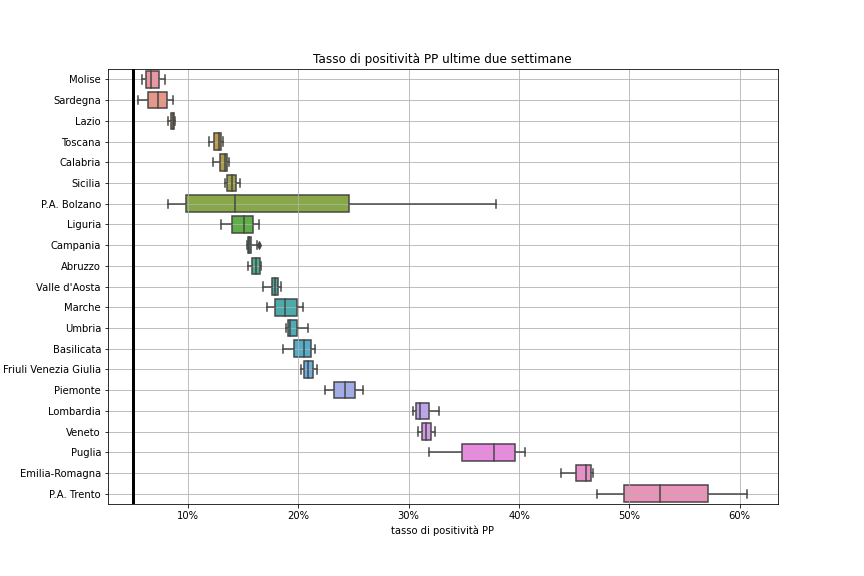 Tasso di positività PP ultime due settimane
Molise
Sardegna
Lazio
Toscana
Calabria
Sicilia
P.A. Bolzano
Liguria
Campania
Abruzzo
Valle d'Aosta
Marche
Umbria
Basilicata
Friuli Venezia Giulia
Piemonte
Lombardia
Veneto
Puglia
Emilia-Romagna
P.A. Trento
10% 20% 30% 40% 50% 60%
tasso di positività PP